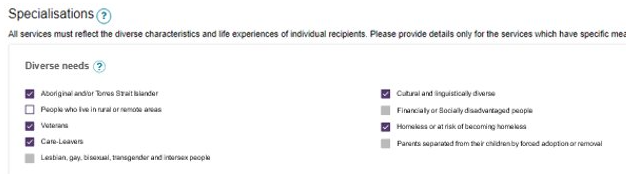 Specialisations ?
All services must reflect the diverse characteristics and life experiences of individual recipients. Please provide details only for the services which have specific mea
Diverse needs ?
Aboriginal and/or Torres Strait Islander
Cultural and linguistically diverse
People who live in rural or remote areas
Financially or Socially disadvantaged people
Veterans
Homeless or at risk of becoming homeless
Care-Leavers
Parents separated from their children by forced adoption or removal
Lesbian, gay, bisexual, transgender and intersex people